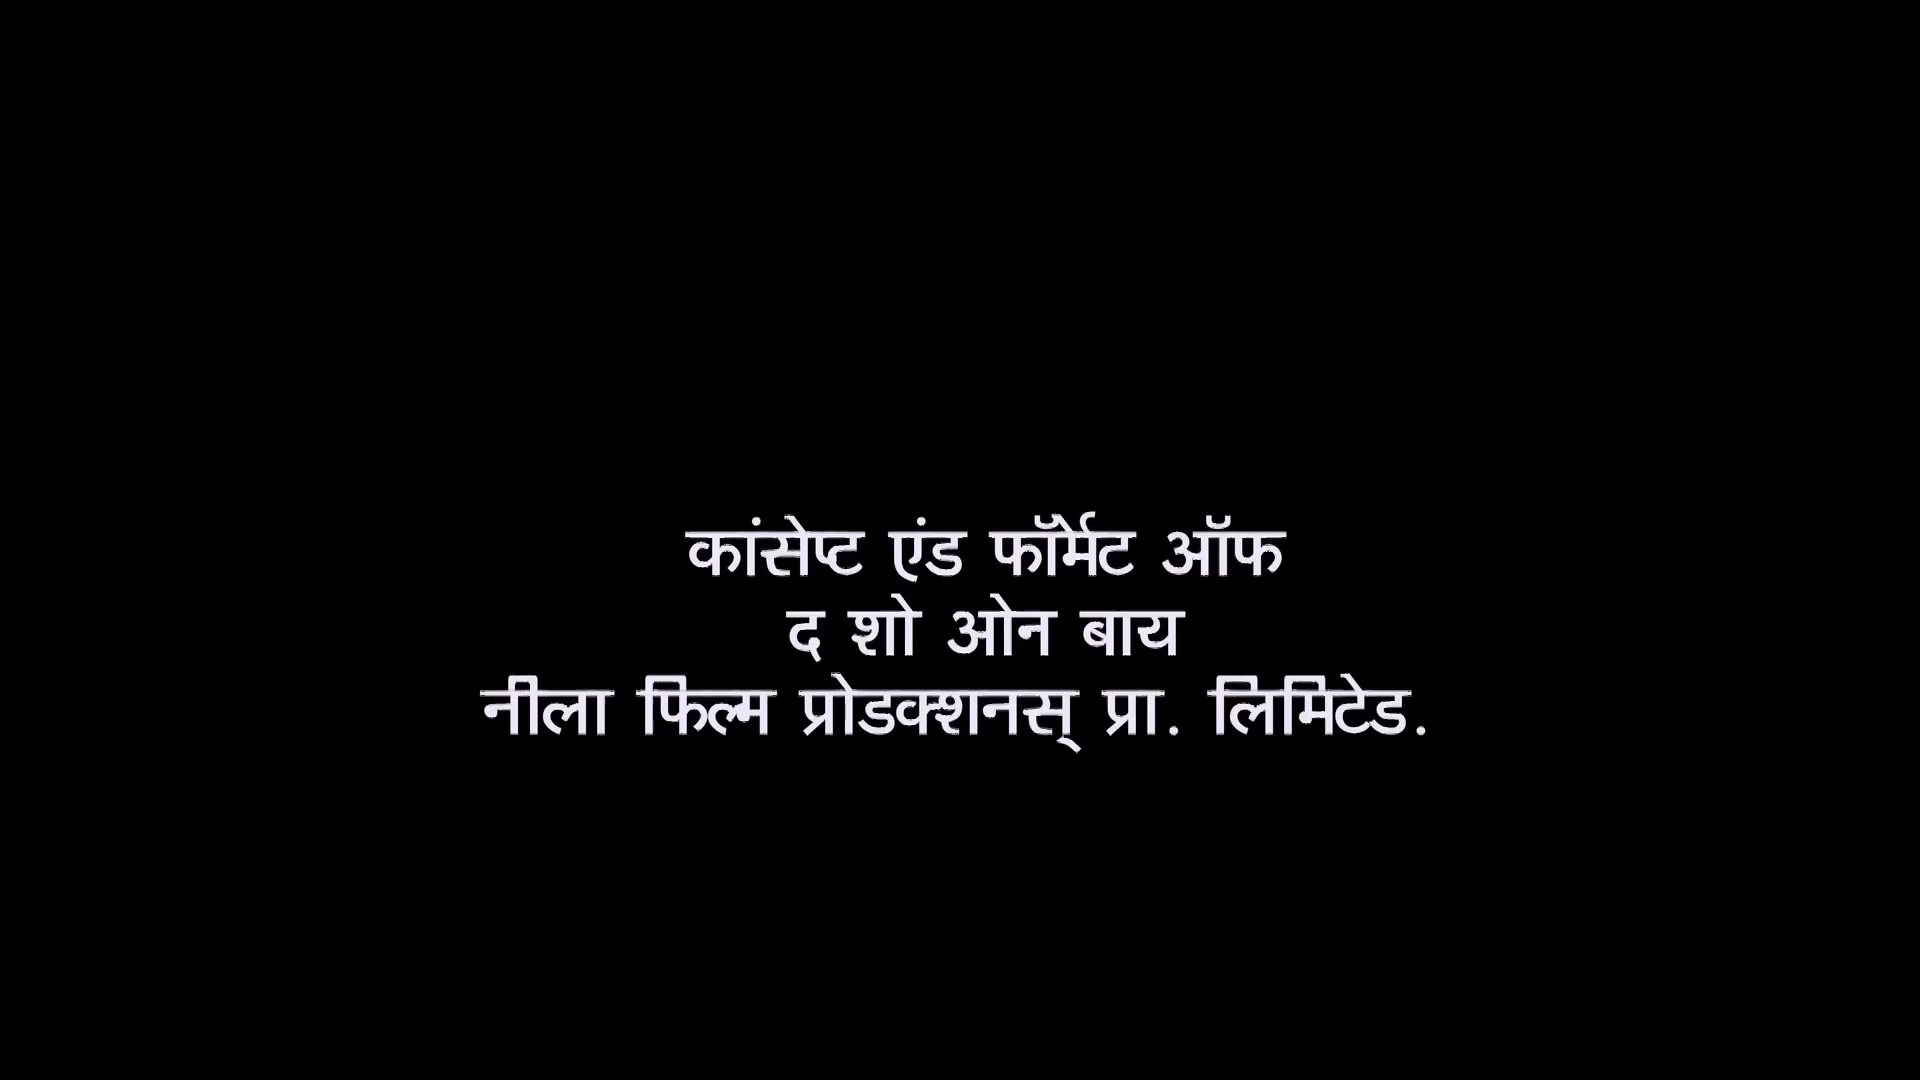 कांसेप्ट एंड फॉर्मेट ऑफ
द शो ओन बाय
नीला फिल्म प्रोडक्शनस् प्रा. लिमिटेड.